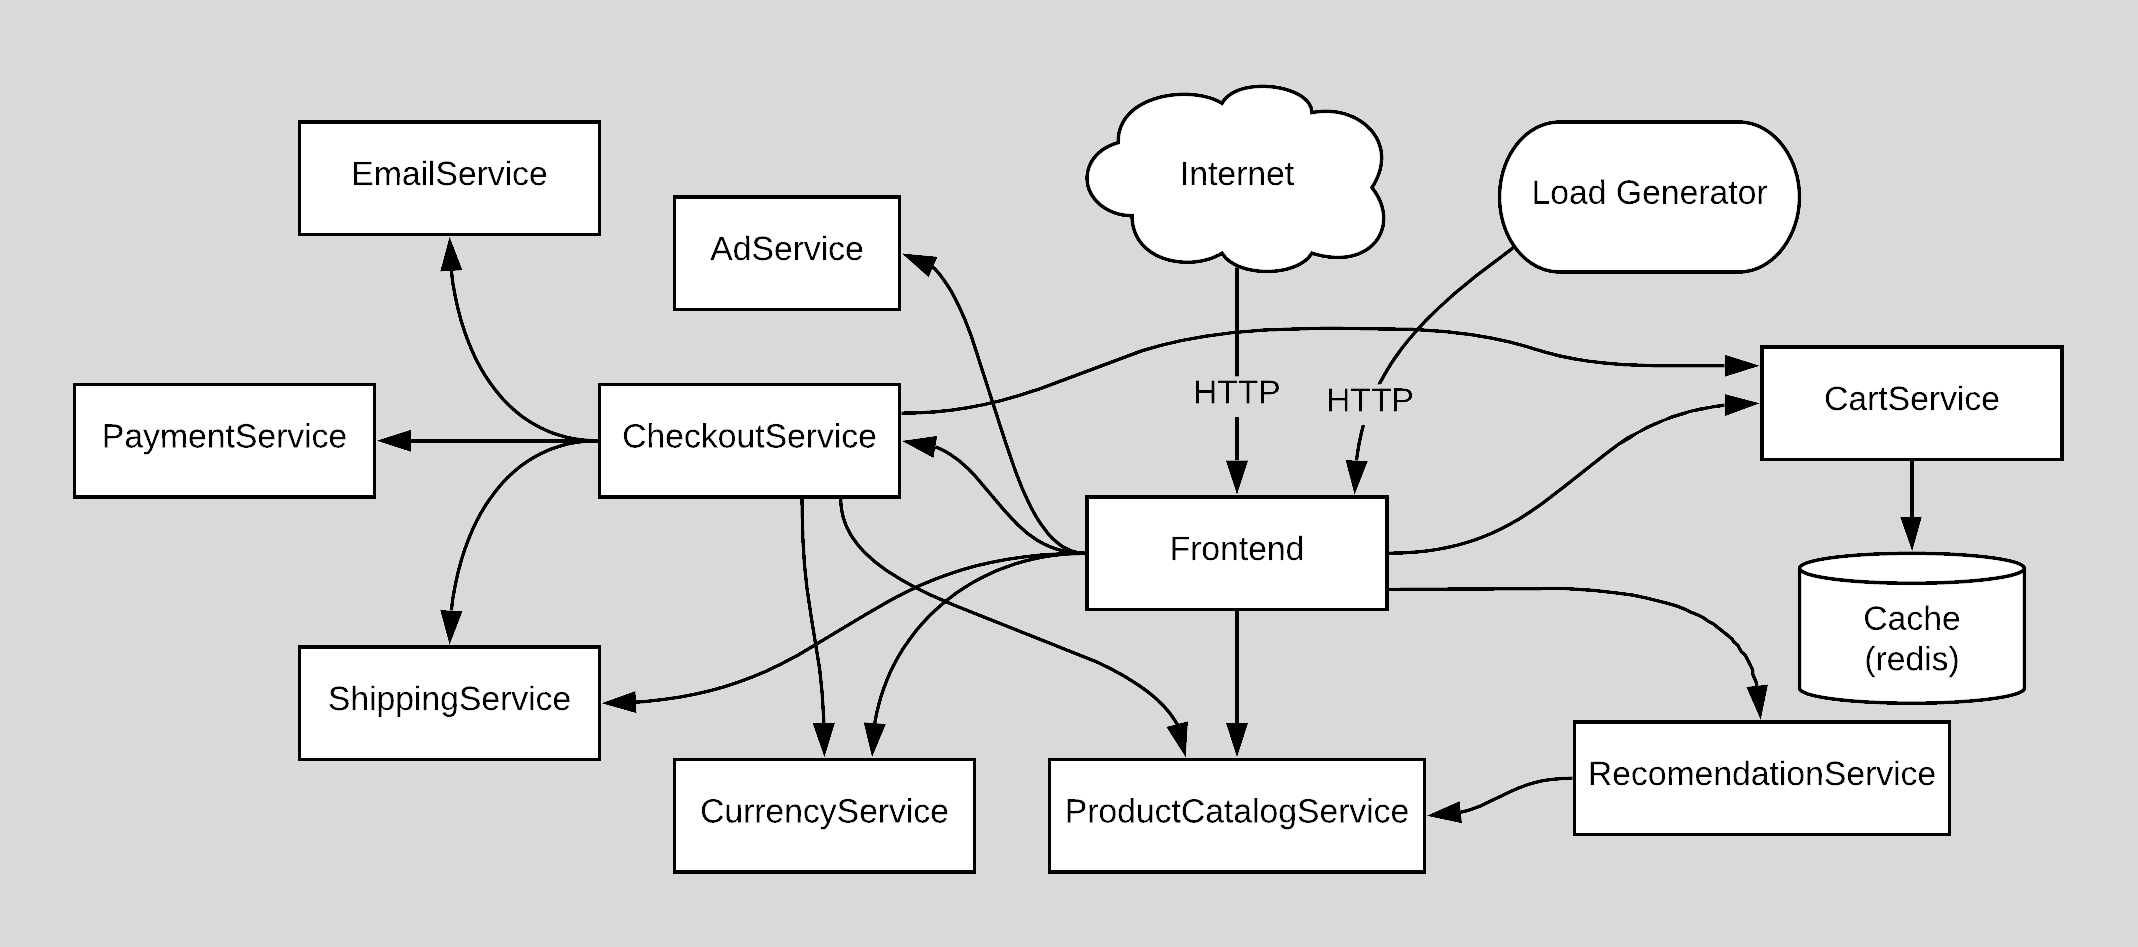 EmailService
AdService
Internet
Load Generator
PaymentService
CheckoutService
HTTP
HTTP
CartService
Frontend
Cache
(redis)
ShippingService
CurrencyService
ProductCatalogService
RecomendationService